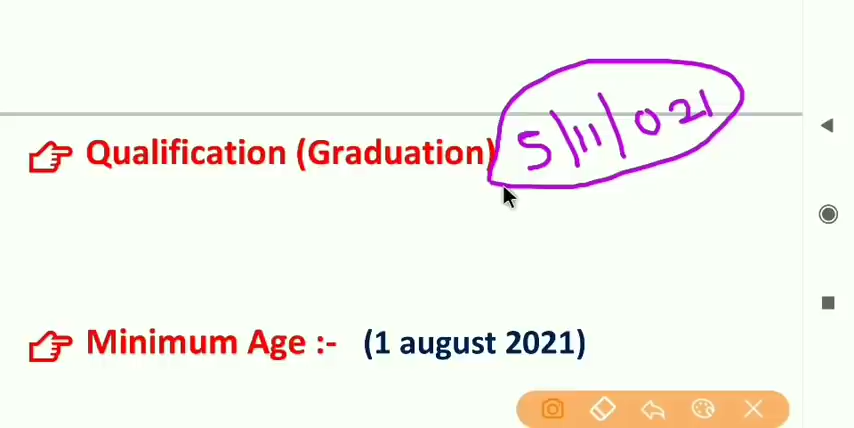 Qualification (Graduation) 5/11/021
Minimum Age :- (1 august 2021)